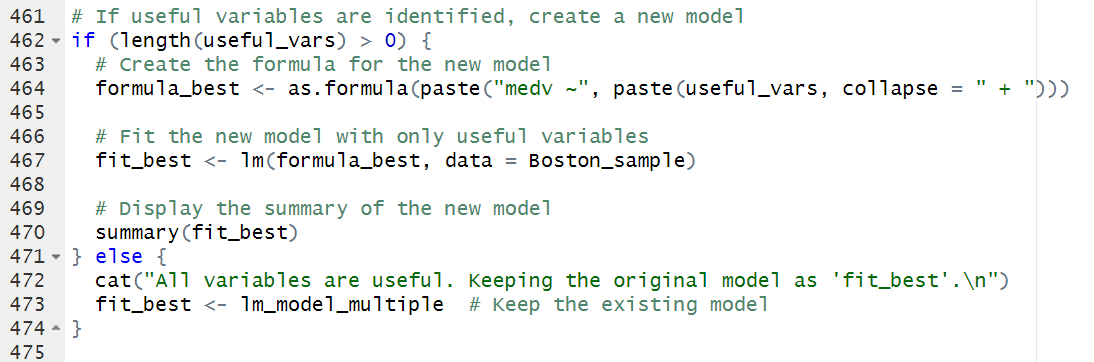 461 # If useful variables are identified, create a new model
462 if (length(useful_vars) > 0) {
463   # Create the formula for the new model
464   formula_best <- as.formula(paste("medv ~", paste(useful_vars, collapse = " + ")))
465
466   # Fit the new model with only useful variables
467   fit_best <- lm(formula_best, data = Boston_sample)
468
469   # Display the summary of the new model
470   summary(fit_best)
471 } else {
472   cat("All variables are useful. Keeping the original model as 'fit_best'.\n")
473   fit_best <- lm_model_multiple  # Keep the existing model
474 }
475